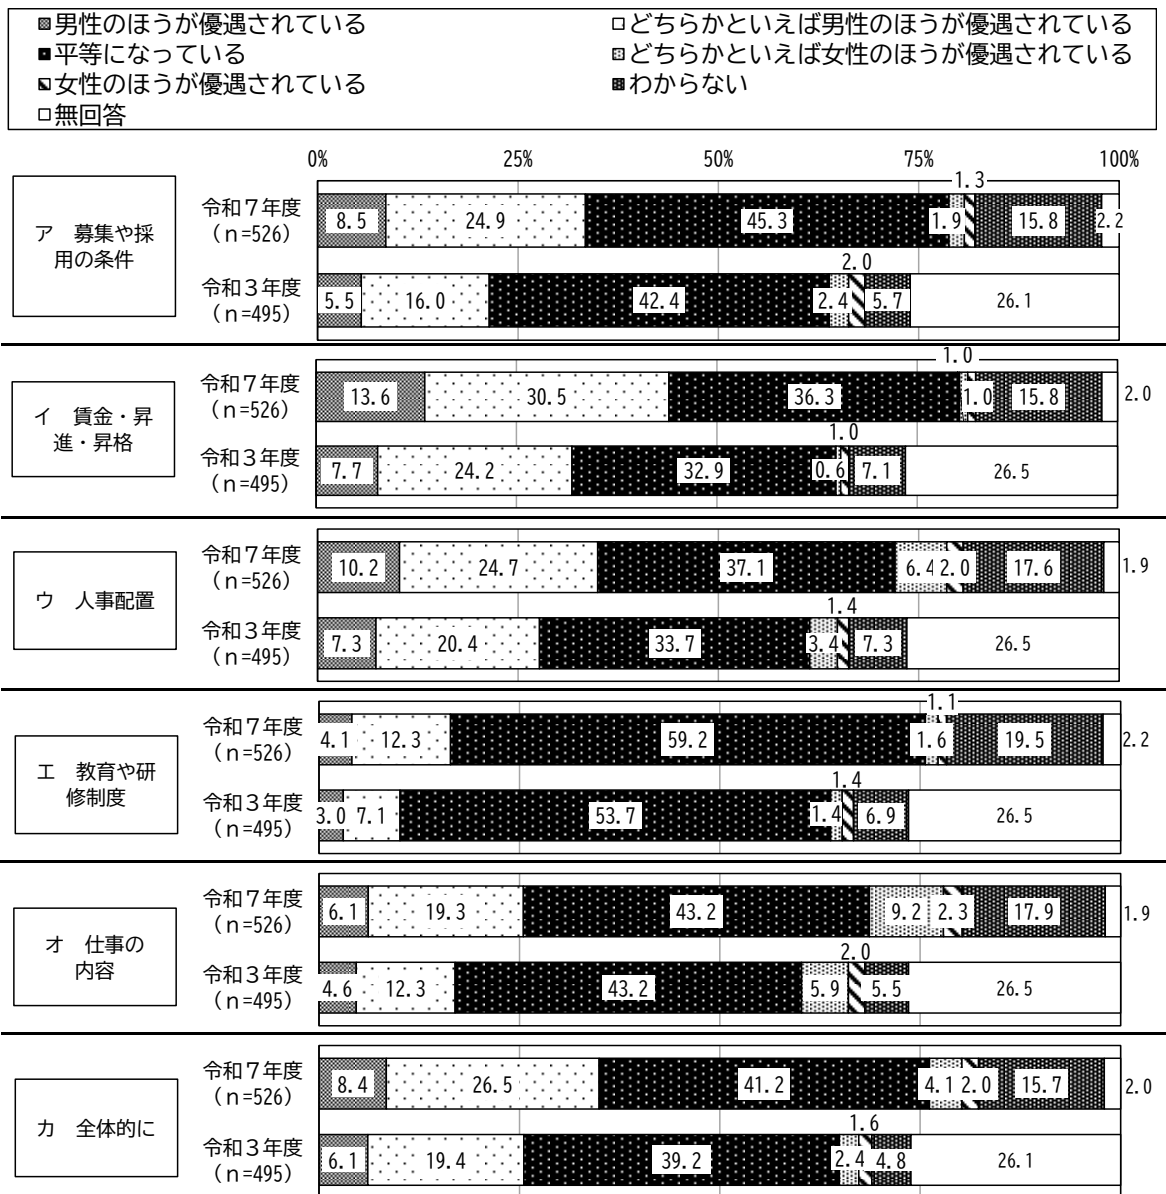 男性のほうが優遇されている
どちらかといえば男性のほうが優遇されている
平等になっている
どちらかといえば女性のほうが優遇されている
女性のほうが優遇されている
わからない
無回答
0% 25% 50% 75% 100%
ア 募集や採
用の条件
1.3
令和７年度
（ｎ=526）
8.5 24.9 45.3 1.9 15.8 2.2
2.0
令和３年度
（ｎ=495）
5.5 16.0 42.4 2.4 5.7 26.1
イ 賃金・昇
進・昇格
1.0
令和７年度
（ｎ=526）
13.6 30.5 36.3 1.0 15.8 2.0
1.0
令和３年度
（ｎ=495）
7.7 24.2 32.9 0.6 7.1 26.5
ウ 人事配置
令和７年度
（ｎ=526）
10.2 24.7 37.1 6.4 2.0 17.6 1.9
1.4
令和３年度
（ｎ=495）
7.3 20.4 33.7 3.4 7.3 26.5
エ 教育や研
修制度
1.1
令和７年度
（ｎ=526）
4.1 12.3 59.2 1.6 19.5 2.2
1.4
令和３年度
（ｎ=495）
3.0 7.1 53.7 1.4 6.9 26.5
オ 仕事の
内容
令和７年度
（ｎ=526）
6.1 19.3 43.2 9.2 2.3 17.9 1.9
2.0
令和３年度
（ｎ=495）
4.6 12.3 43.2 5.9 5.5 26.5
カ 全体的に
令和７年度
（ｎ=526）
8.4 26.5 41.2 4.1 2.0 15.7 2.0
1.6
令和３年度
（ｎ=495）
6.1 19.4 39.2 2.4 4.8 26.1